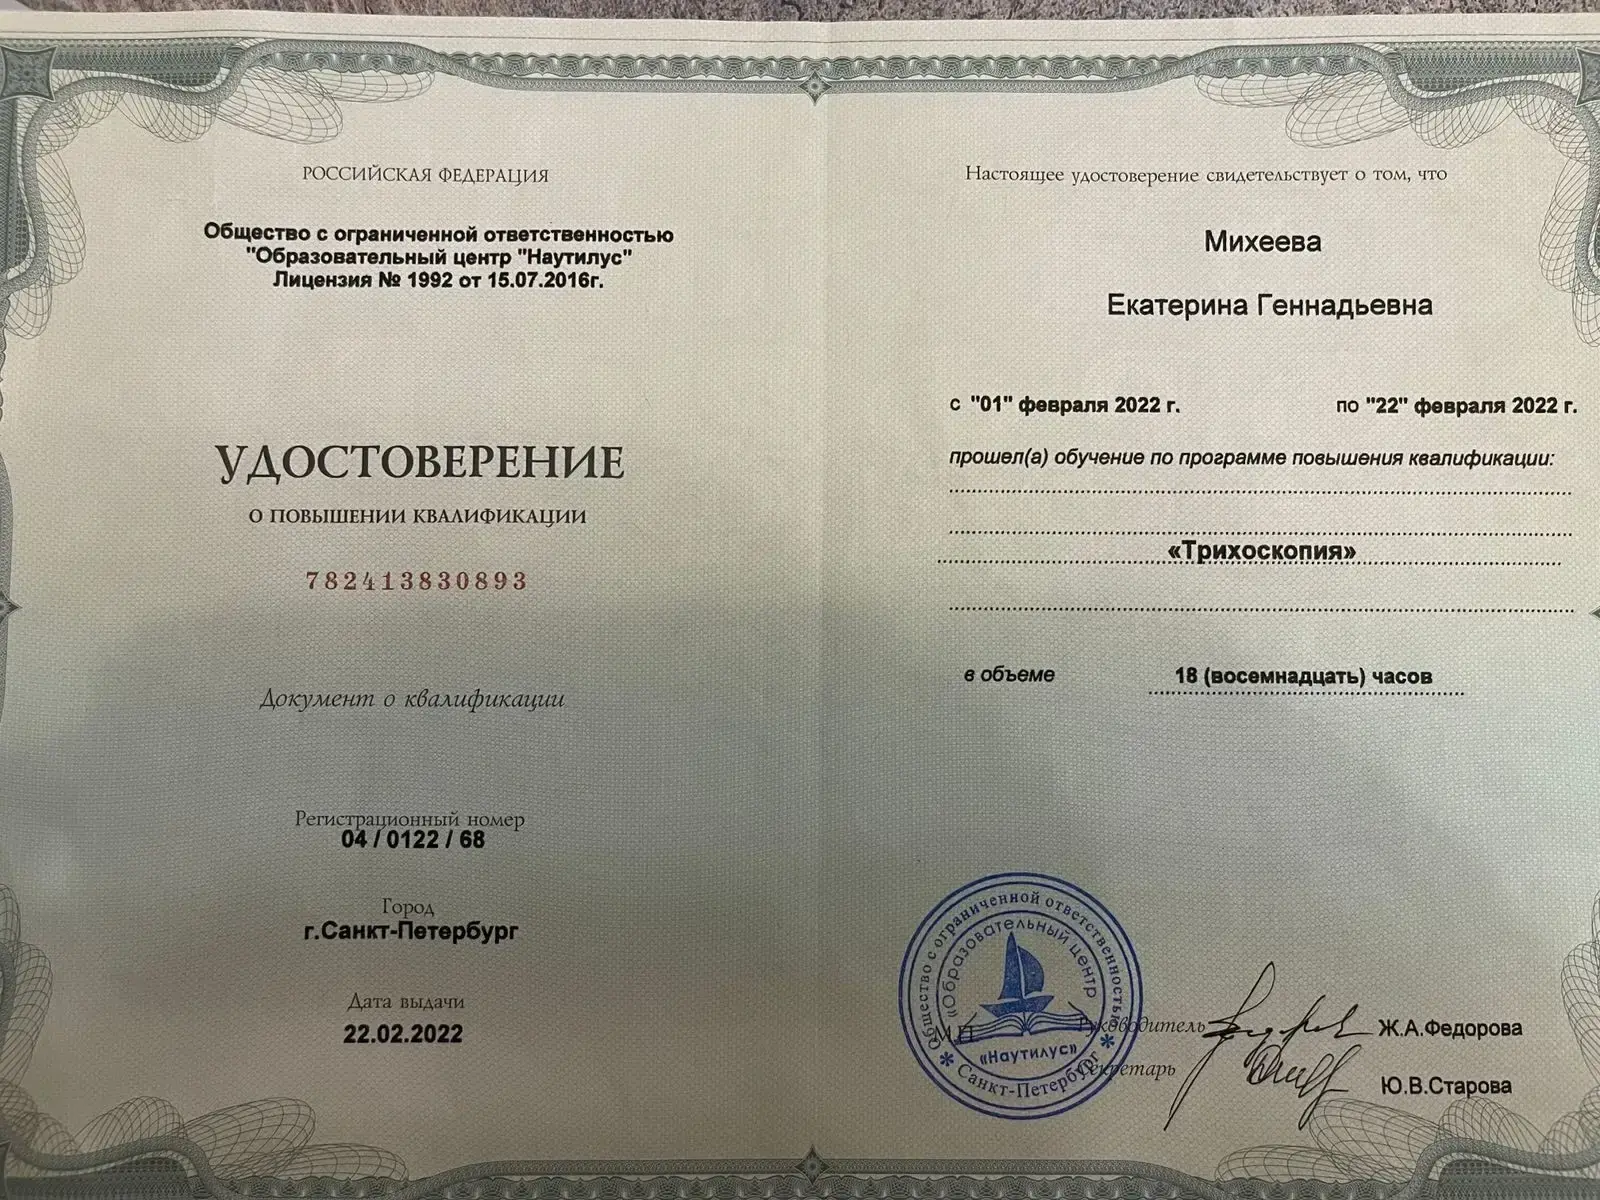 РОССИЙСКАЯ ФЕДЕРАЦИЯ
Общество с ограниченной ответственностью
"Образовательный центр "Наутилус"
Лицензия № 1992 от 15.07.2016г.
УДОСТОВЕРЕНИЕ
О ПОВЫШЕНИИ КВАЛИФИКАЦИИ
782413830893
Документ о квалификации
Регистрационный номер
04 / 0122 / 68
Город
г.Санкт-Петербург
Дата выдачи
22.02.2022
Настоящее удостоверение свидетельствует о том, что
Михеева
Екатерина Геннадьевна
с "01" февраля 2022 г. по "22" февраля 2022 г.
прошел(а) обучение по программе повышения квалификации:
«Трихоскопия»
в объеме 18 (восемнадцать) часов
Общество с ограниченной ответственностью
«Образовательный центр
«Наутилус»
* Санкт-Петербург *
М.П.
Руководитель Ж.А.Федорова
Секретарь Ю.В.Старова